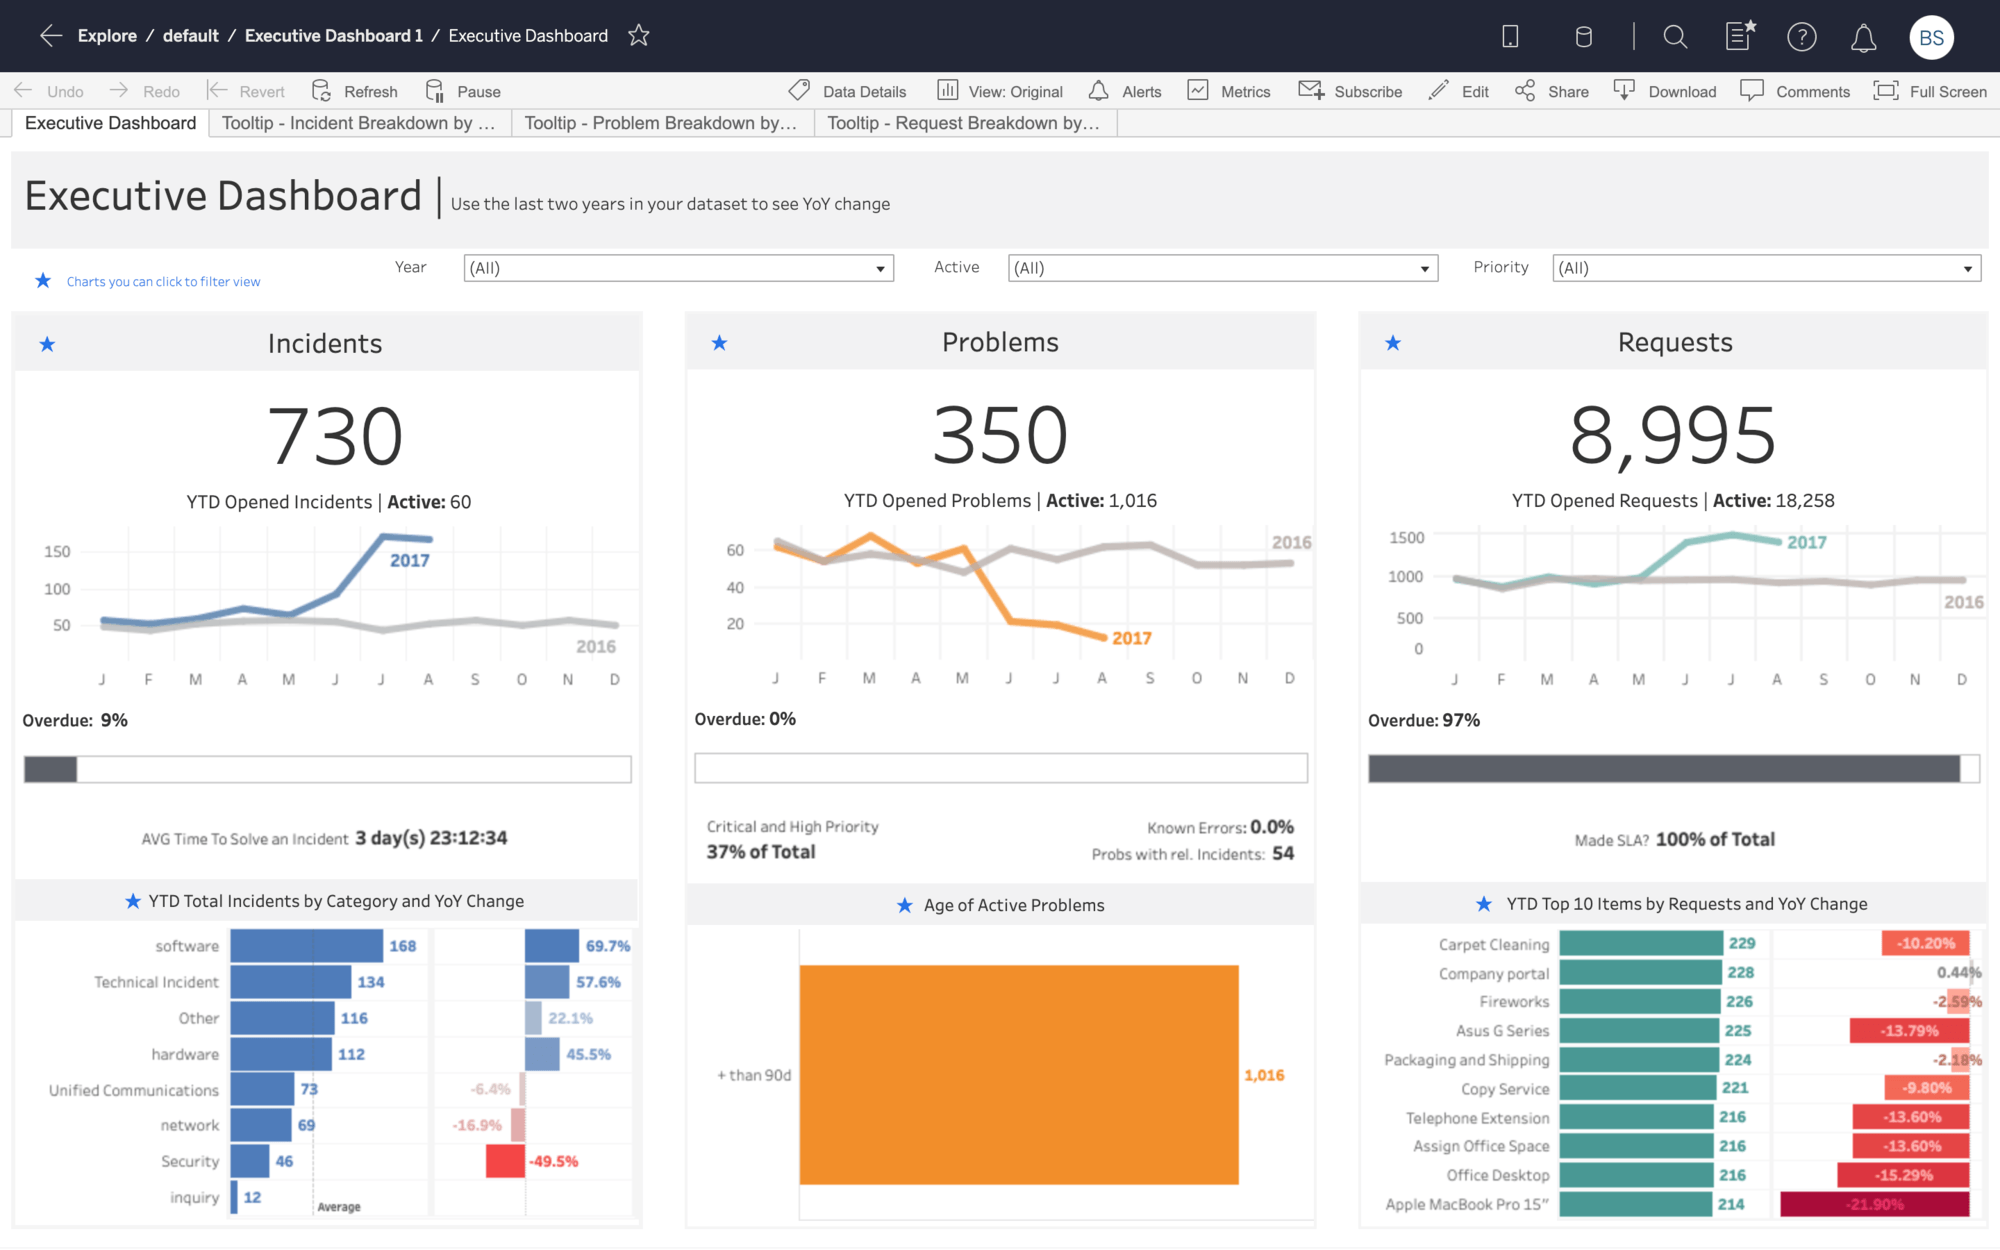 Explore / default / Executive Dashboard 1 / Executive Dashboard
BS
Undo Redo Revert Refresh Pause Data Details View: Original Alerts Metrics Subscribe Edit Share Download Comments Full Screen
Executive Dashboard Tooltip - Incident Breakdown by ... Tooltip - Problem Breakdown by... Tooltip - Request Breakdown by...
Executive Dashboard | Use the last two years in your dataset to see YoY change
Charts you can click to filter view
Year (All) Active (All) Priority (All)
Incidents
730
YTD Opened Incidents | Active: 60
150
100
50
2017
2016
J F M A M J J A S O N D
Overdue: 9%
AVG Time To Solve an Incident 3 day(s) 23:12:34
YTD Total Incidents by Category and YoY Change
software 168 69.7%
Technical Incident 134 57.6%
Other 116 22.1%
hardware 112 45.5%
Unified Communications 73 -6.4%
network 69 -16.9%
Security 46 -49.5%
inquiry 12
Average
Problems
350
YTD Opened Problems | Active: 1,016
60
40
20
2016
2017
J F M A M J J A S O N D
Overdue: 0%
Critical and High Priority
37% of Total
Known Errors: 0.0%
Probs with rel. Incidents: 54
Age of Active Problems
+ than 90d 1,016
Requests
8,995
YTD Opened Requests | Active: 18,258
1500
1000
500
0
2017
2016
J F M A M J J A S O N D
Overdue: 97%
Made SLA? 100% of Total
YTD Top 10 Items by Requests and YoY Change
Carpet Cleaning 229 -10.20%
Company portal 228 0.44%
Fireworks 226 -2.59%
Asus G Series 225 -13.79%
Packaging and Shipping 224 -2.18%
Copy Service 221 -9.80%
Telephone Extension 216 -13.60%
Assign Office Space 216 -13.60%
Office Desktop 216 -15.29%
Apple MacBook Pro 15" 214 -21.90%